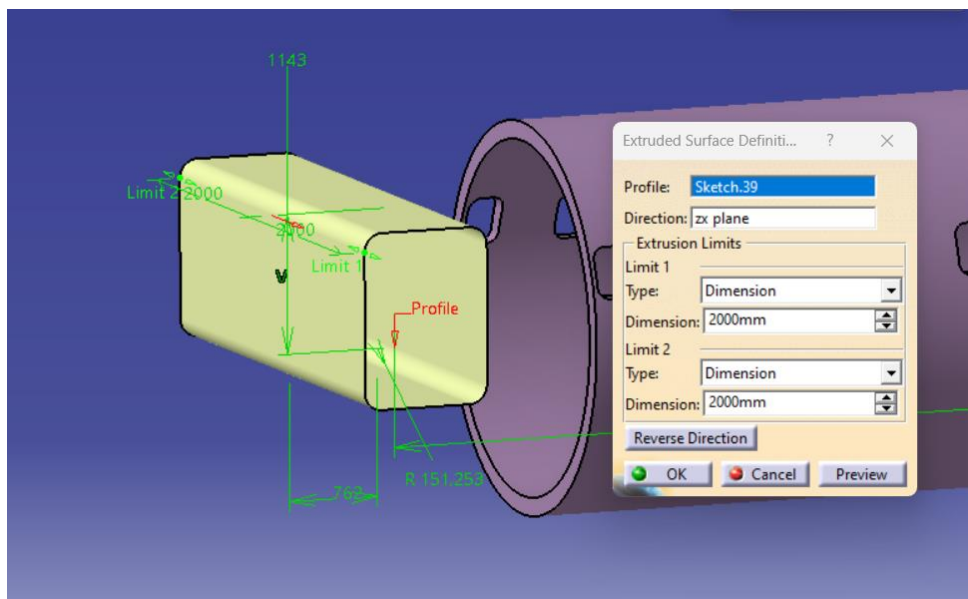 1143
Limit 2 2000
2000
Limit 1
V
Profile
R 151.253
762
Extruded Surface Definiti... ? ×
Profile: Sketch.39
Direction: zx plane
Extrusion Limits
Limit 1
Type: Dimension
Dimension: 2000mm
Limit 2
Type: Dimension
Dimension: 2000mm
Reverse Direction
OK Cancel Preview